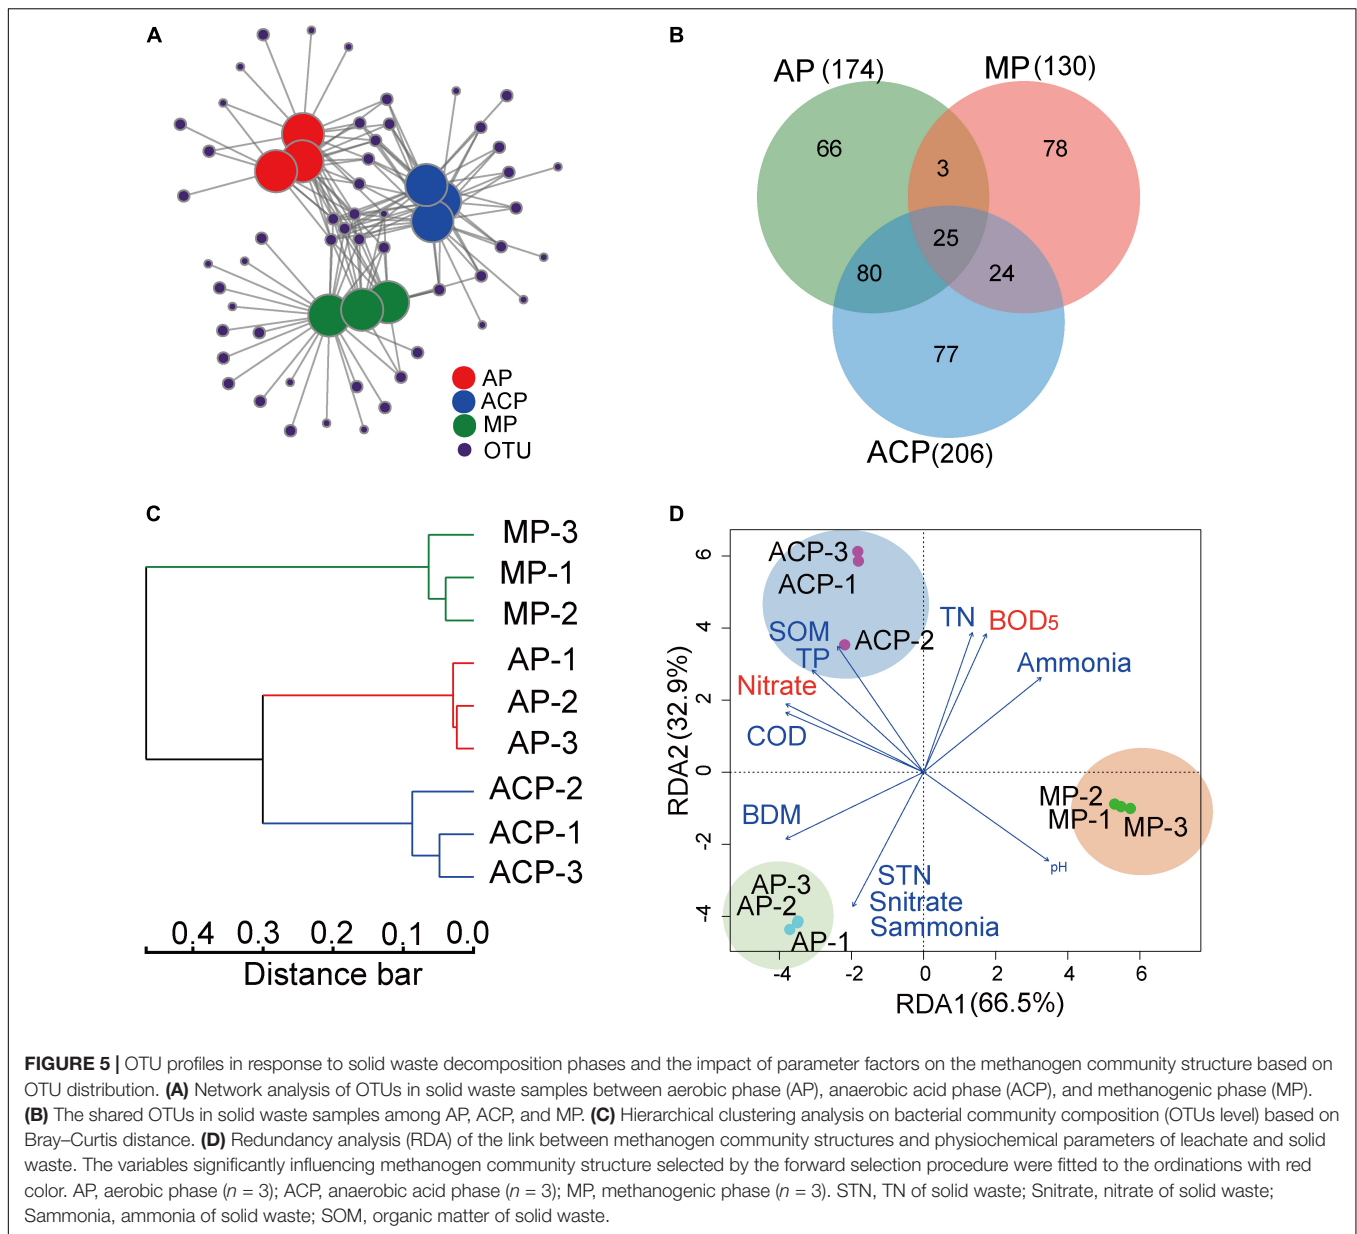 A
AP
ACP
MP
OTU
B
AP (174)
MP (130)
66
3
78
25
80
24
77
ACP (206)
C
MP-3
MP-1
MP-2
AP-1
AP-2
AP-3
ACP-2
ACP-1
ACP-3
0.4 0.3 0.2 0.1 0.0
Distance bar
D
RDA2 (32.9%)
6
4
2
0
-2
-4
ACP-3
ACP-1
ACP-2
SOM
TP
Nitrate
COD
TN
BOD5
Ammonia
BDM
MP-2
MP-1
MP-3
pH
AP-3
AP-2
AP-1
STN
Snitrate
Sammonia
-4 -2 0 2 4 6
RDA1 (66.5%)
FIGURE 5 | OTU profiles in response to solid waste decomposition phases and the impact of parameter factors on the methanogen community structure based on
OTU distribution. (A) Network analysis of OTUs in solid waste samples between aerobic phase (AP), anaerobic acid phase (ACP), and methanogenic phase (MP).
(B) The shared OTUs in solid waste samples among AP, ACP, and MP. (C) Hierarchical clustering analysis on bacterial community composition (OTUs level) based on
Bray–Curtis distance. (D) Redundancy analysis (RDA) of the link between methanogen community structures and physiochemical parameters of leachate and solid
waste. The variables significantly influencing methanogen community structure selected by the forward selection procedure were fitted to the ordinations with red
color. AP, aerobic phase (n = 3); ACP, anaerobic acid phase (n = 3); MP, methanogenic phase (n = 3). STN, TN of solid waste; Snitrate, nitrate of solid waste;
Sammonia, ammonia of solid waste; SOM, organic matter of solid waste.